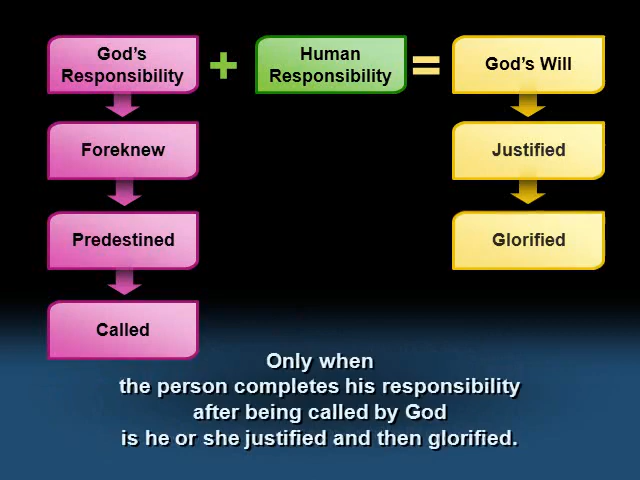 God's
Responsibility
+
Human
Responsibility
=
God's Will
Foreknew
Justified
Predestined
Glorified
Called
Only when
the person completes his responsibility
after being called by God
is he or she justified and then glorified.